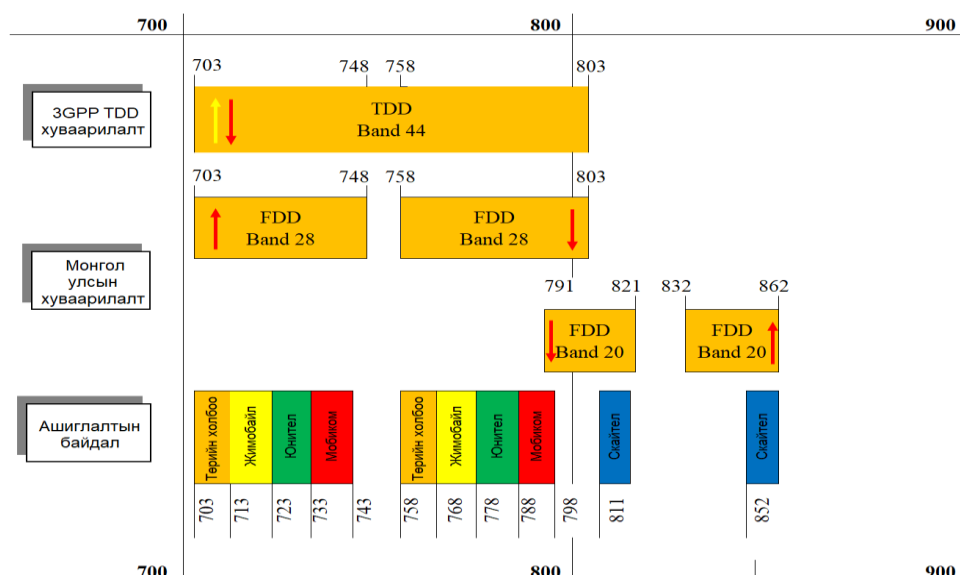 700 800 900
703 748 758 803
3GPP TDD
хуваарилалт
TDD
Band 44
703 748 758 803
FDD
Band 28
FDD
Band 28
Монгол
улсын
хуваарилалт
791 821 832 862
FDD
Band 20
FDD
Band 20
Ашиглалтын
байдал
Төрийн холбоо
Жимобайл
Юнител
Мобиком
Төрийн холбоо
Жимобайл
Юнител
Мобиком
Скайтел
Скайтел
703 713 723 733 743 758 768 778 788 798 811 852
700 800 900